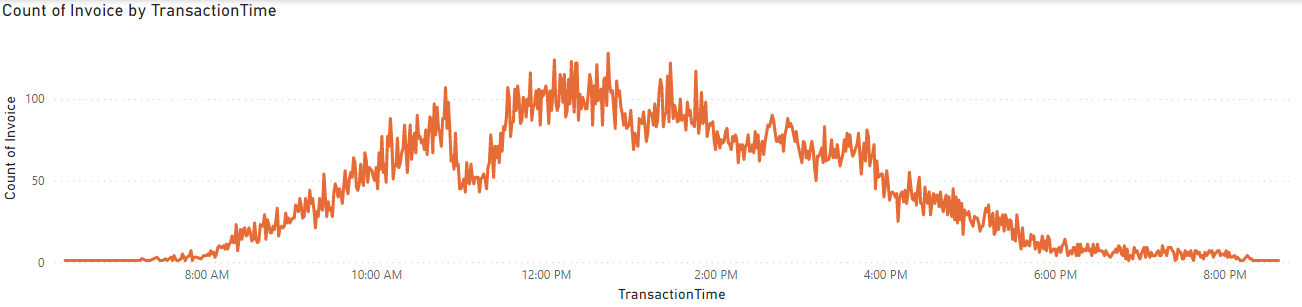 Count of Invoice by TransactionTime
Count of Invoice
100
50
0
8:00 AM 10:00 AM 12:00 PM 2:00 PM 4:00 PM 6:00 PM 8:00 PM
TransactionTime